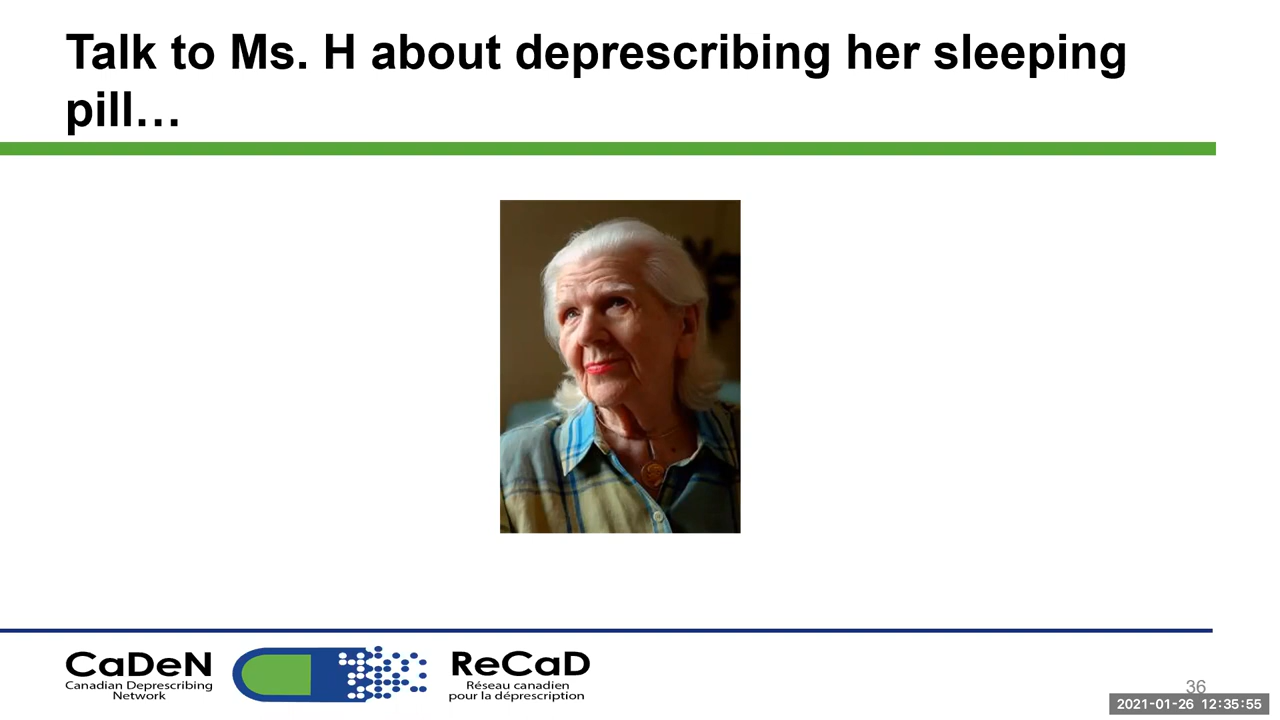 Talk to Ms. H about deprescribing her sleeping
pill…
CaDeN
Canadian Deprescribing
Network
ReCaD
Réseau canadien
pour la déprescription
36
2021-01-26 12:35:55